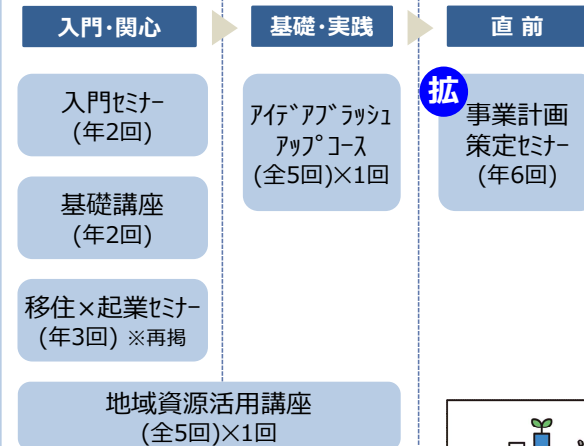 入門・関心
基礎・実践
直 前
入門ｾﾐﾅｰ
(年2回)
基礎講座
(年2回)
移住×起業ｾﾐﾅｰ
(年3回) ※再掲
ｱｲﾃﾞｱﾌﾞﾗｯｼｭ
ｱｯﾌﾟｺｰｽ
(全5回)×1回
拡
事業計画
策定ｾﾐﾅｰ
(年6回)
地域資源活用講座
(全5回)×1回